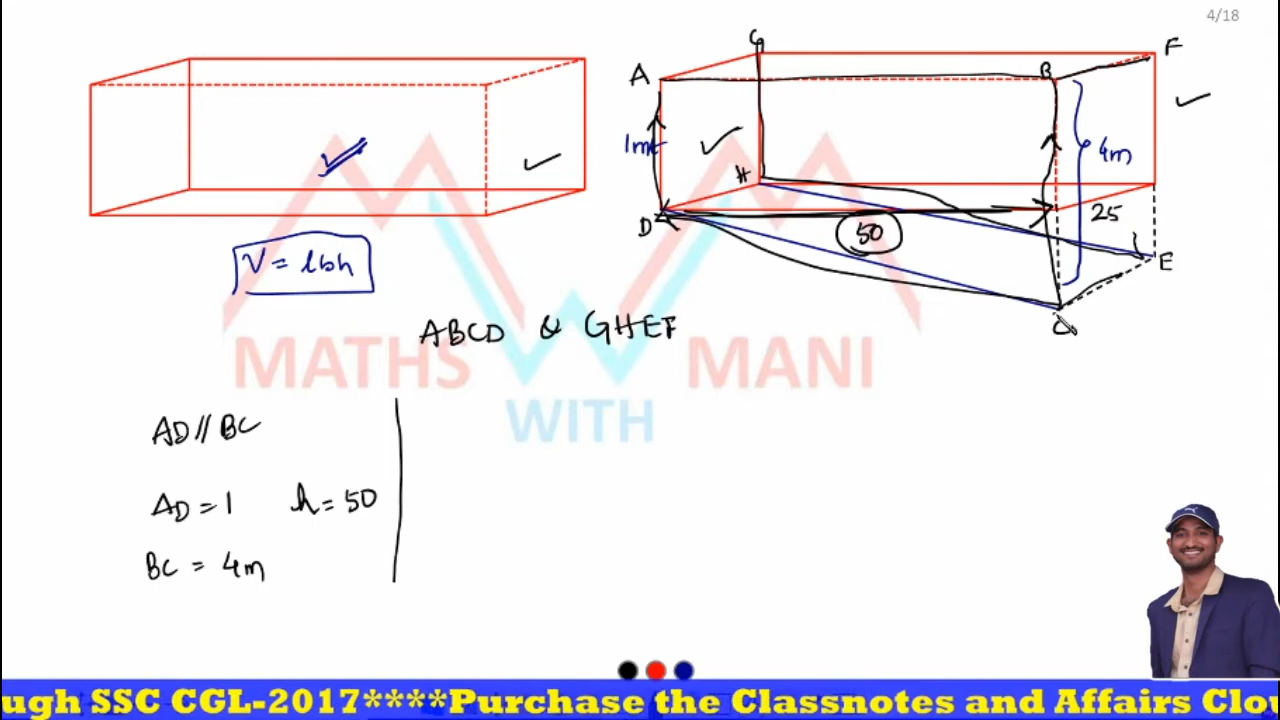 4/18
G
F
A
B
1m
4m
H
25
D
50
E
C
V = lbh
ABCD & GHEF
MATHS
WITH
MANI
AD // BC
AD = 1 h = 50
BC = 4m
ugh SSC CGL-2017****Purchase the Classnotes and Affairs Clou